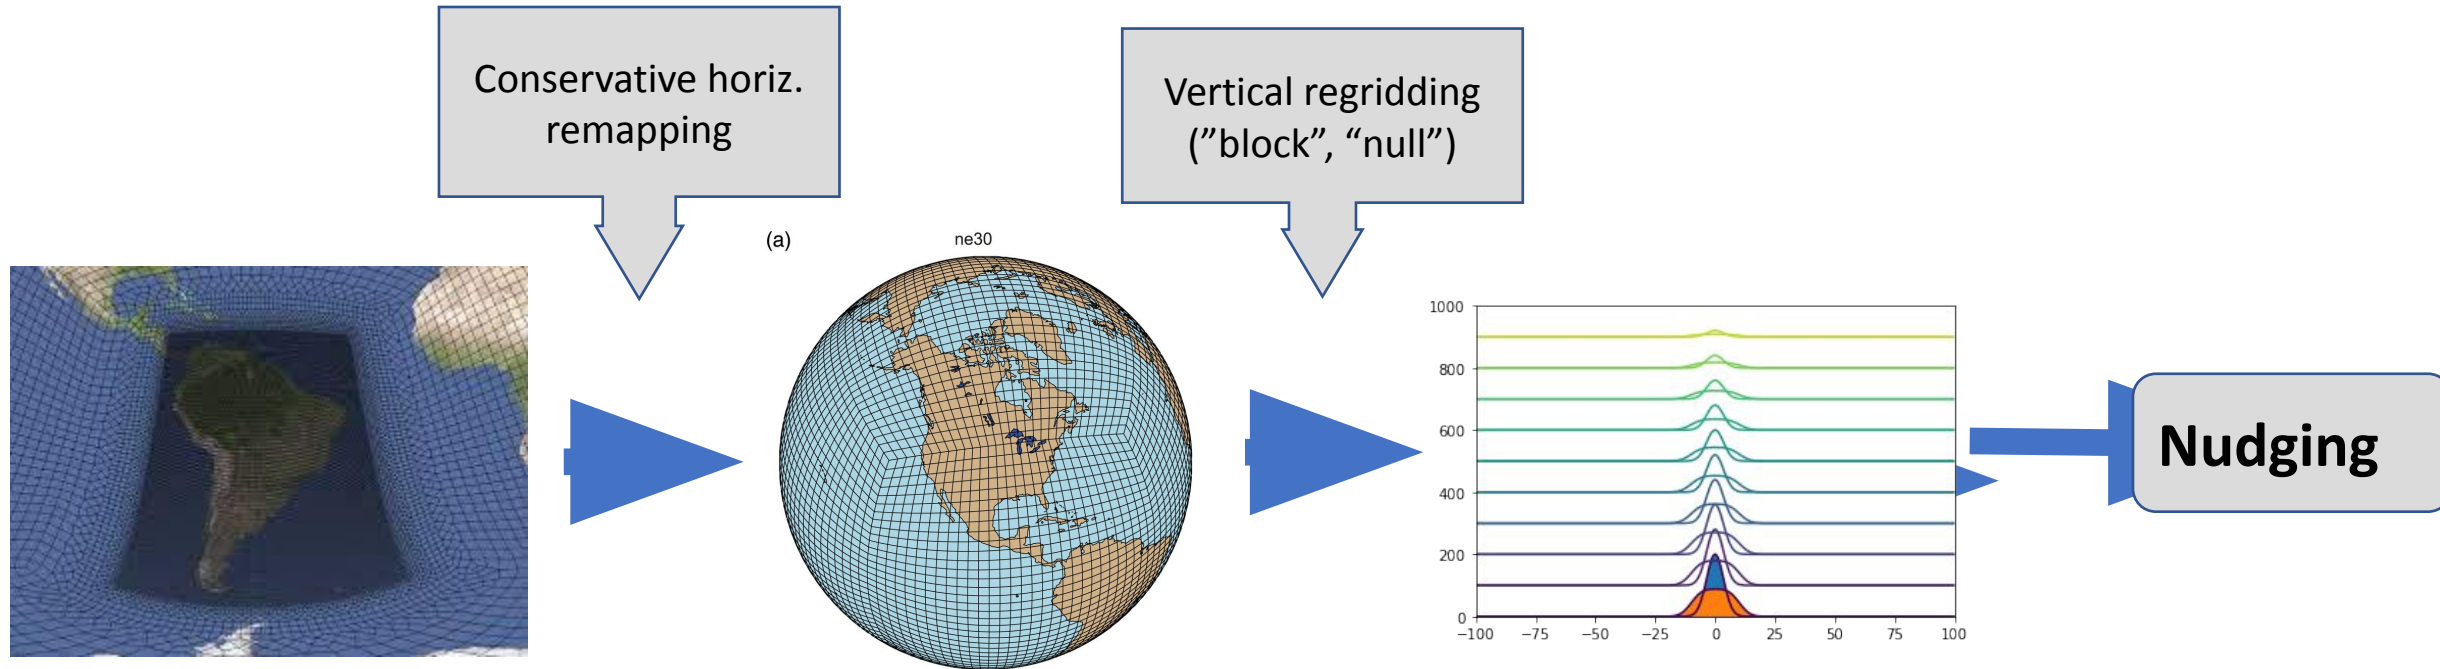 Conservative horiz.
remapping
Vertical regridding
(”block”, “null”)
(a)
ne30
1000
800
600
400
200
0
−100 −75 −50 −25 0 25 50 75 100
Nudging